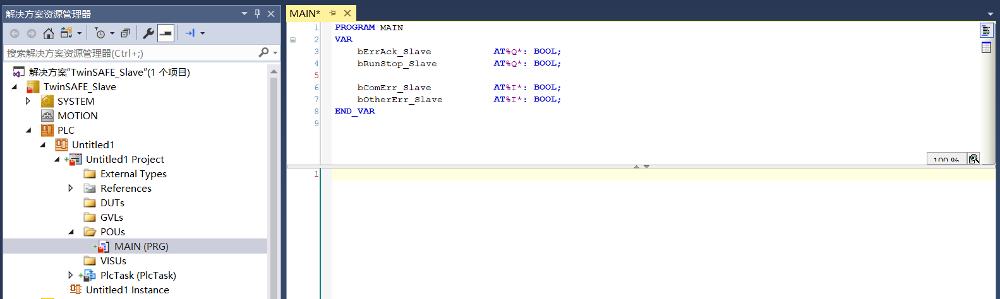 解决方案资源管理器
搜索解决方案资源管理器(Ctrl+;)
解决方案"TwinSAFE_Slave"(1 个项目)
TwinSAFE_Slave
SYSTEM
MOTION
PLC
Untitled1
Untitled1 Project
External Types
References
DUTs
GVLs
POUs
MAIN (PRG)
VISUs
PlcTask (PlcTask)
Untitled1 Instance
MAIN*
1 PROGRAM MAIN
2 VAR
3 bErrAck_Slave AT%Q*: BOOL;
4 bRunStop_Slave AT%Q*: BOOL;
5
6 bComErr_Slave AT%I*: BOOL;
7 bOtherErr_Slave AT%I*: BOOL;
8 END_VAR
9
100 %
1